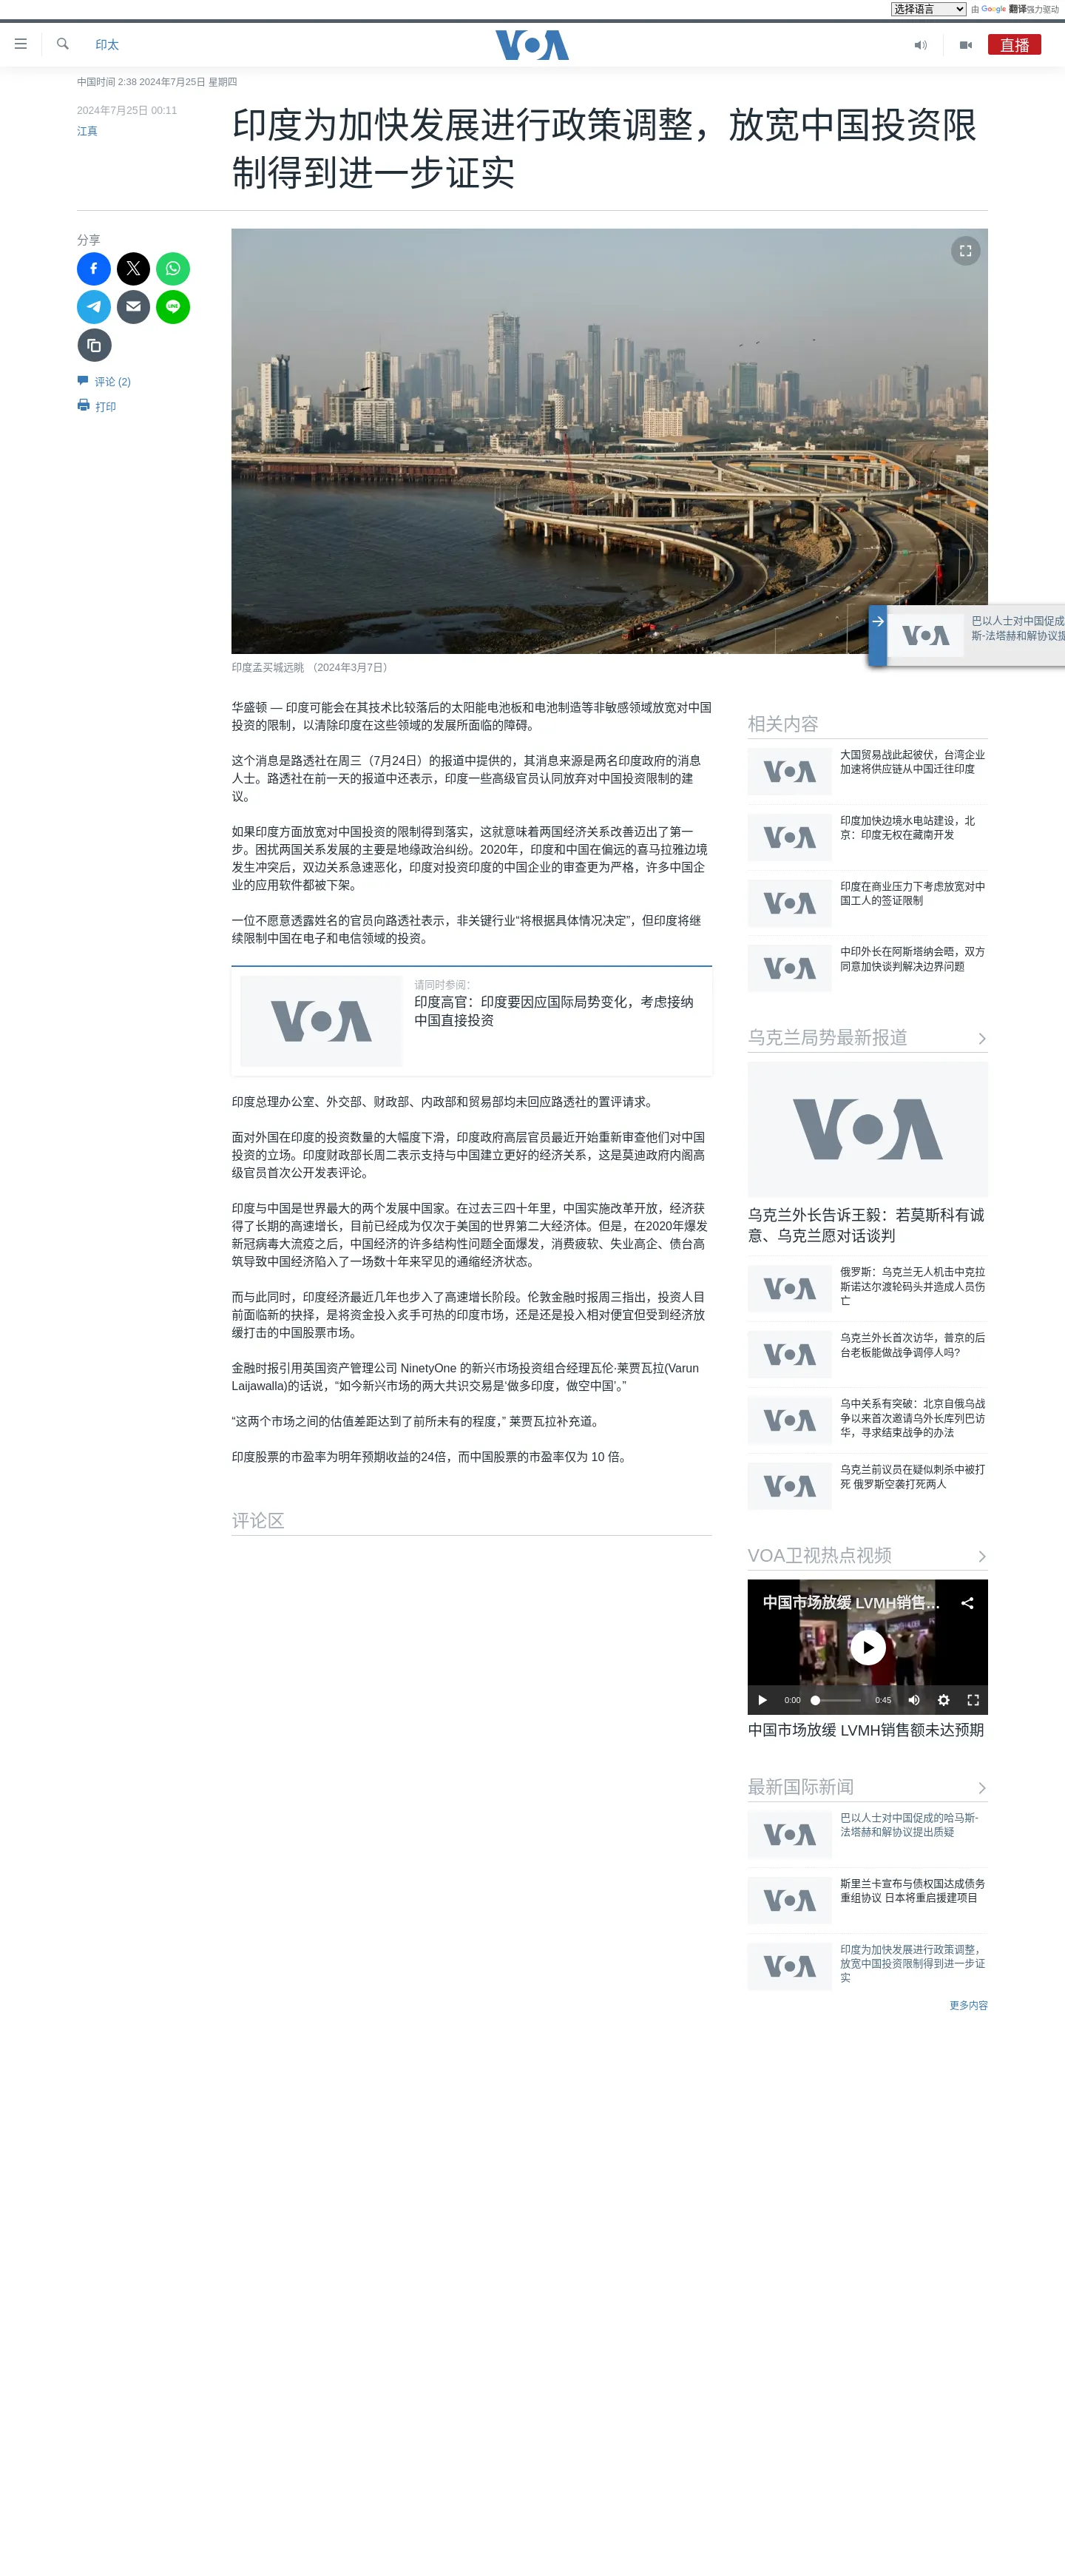 选择语言
由 Google 翻译强力驱动
印太
VOA
直播
中国时间 2:38 2024年7月25日 星期四
2024年7月25日 00:11
江真
印度为加快发展进行政策调整，放宽中国投资限
制得到进一步证实
分享
LINE
评论 (2)
打印
巴以人士对中国促成
斯-法塔赫和解协议提
VOA
印度孟买城远眺 （2024年3月7日）
华盛顿 — 印度可能会在其技术比较落后的太阳能电池板和电池制造等非敏感领域放宽对中国
投资的限制，以清除印度在这些领域的发展所面临的障碍。
这个消息是路透社在周三（7月24日）的报道中提供的，其消息来源是两名印度政府的消息
人士。路透社在前一天的报道中还表示，印度一些高级官员认同放弃对中国投资限制的建
议。
如果印度方面放宽对中国投资的限制得到落实，这就意味着两国经济关系改善迈出了第一
步。困扰两国关系发展的主要是地缘政治纠纷。2020年，印度和中国在偏远的喜马拉雅边境
发生冲突后，双边关系急速恶化，印度对投资印度的中国企业的审查更为严格，许多中国企
业的应用软件都被下架。
一位不愿意透露姓名的官员向路透社表示，非关键行业“将根据具体情况决定”，但印度将继
续限制中国在电子和电信领域的投资。
VOA
请同时参阅：
印度高官：印度要因应国际局势变化，考虑接纳
中国直接投资
印度总理办公室、外交部、财政部、内政部和贸易部均未回应路透社的置评请求。
面对外国在印度的投资数量的大幅度下滑，印度政府高层官员最近开始重新审查他们对中国
投资的立场。印度财政部长周二表示支持与中国建立更好的经济关系，这是莫迪政府内阁高
级官员首次公开发表评论。
印度与中国是世界最大的两个发展中国家。在过去三四十年里，中国实施改革开放，经济获
得了长期的高速增长，目前已经成为仅次于美国的世界第二大经济体。但是，在2020年爆发
新冠病毒大流疫之后，中国经济的许多结构性问题全面爆发，消费疲软、失业高企、债台高
筑导致中国经济陷入了一场数十年来罕见的通缩经济状态。
而与此同时，印度经济最近几年也步入了高速增长阶段。伦敦金融时报周三指出，投资人目
前面临新的抉择，是将资金投入炙手可热的印度市场，还是还是投入相对便宜但受到经济放
缓打击的中国股票市场。
金融时报引用英国资产管理公司 NinetyOne 的新兴市场投资组合经理瓦伦·莱贾瓦拉(Varun
Laijawalla)的话说，“如今新兴市场的两大共识交易是‘做多印度，做空中国’。”
“这两个市场之间的估值差距达到了前所未有的程度，” 莱贾瓦拉补充道。
印度股票的市盈率为明年预期收益的24倍，而中国股票的市盈率仅为 10 倍。
评论区
相关内容
VOA
大国贸易战此起彼伏，台湾企业
加速将供应链从中国迁往印度
VOA
印度加快边境水电站建设，北
京：印度无权在藏南开发
VOA
印度在商业压力下考虑放宽对中
国工人的签证限制
VOA
中印外长在阿斯塔纳会晤，双方
同意加快谈判解决边界问题
乌克兰局势最新报道
VOA
乌克兰外长告诉王毅：若莫斯科有诚
意、乌克兰愿对话谈判
VOA
俄罗斯：乌克兰无人机击中克拉
斯诺达尔渡轮码头并造成人员伤
亡
VOA
乌克兰外长首次访华，普京的后
台老板能做战争调停人吗?
VOA
乌中关系有突破：北京自俄乌战
争以来首次邀请乌外长库列巴访
华，寻求结束战争的办法
VOA
乌克兰前议员在疑似刺杀中被打
死 俄罗斯空袭打死两人
VOA卫视热点视频
中国市场放缓 LVMH销售...
0:00
0:45
中国市场放缓 LVMH销售额未达预期
最新国际新闻
VOA
巴以人士对中国促成的哈马斯-
法塔赫和解协议提出质疑
VOA
斯里兰卡宣布与债权国达成债务
重组协议 日本将重启援建项目
VOA
印度为加快发展进行政策调整，
放宽中国投资限制得到进一步证
实
更多内容